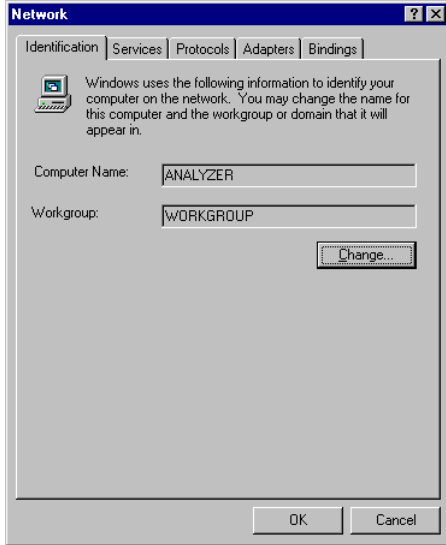 Network
Identification Services Protocols Adapters Bindings
Windows uses the following information to identify your
computer on the network. You may change the name for
this computer and the workgroup or domain that it will
appear in.
Computer Name: ANALYZER
Workgroup: WORKGROUP
Change...
OK Cancel